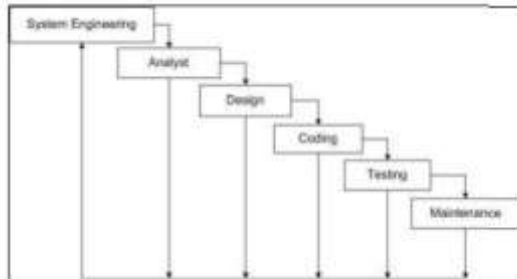 System Engineering
Analyst
Design
Coding
Testing
Maintenance